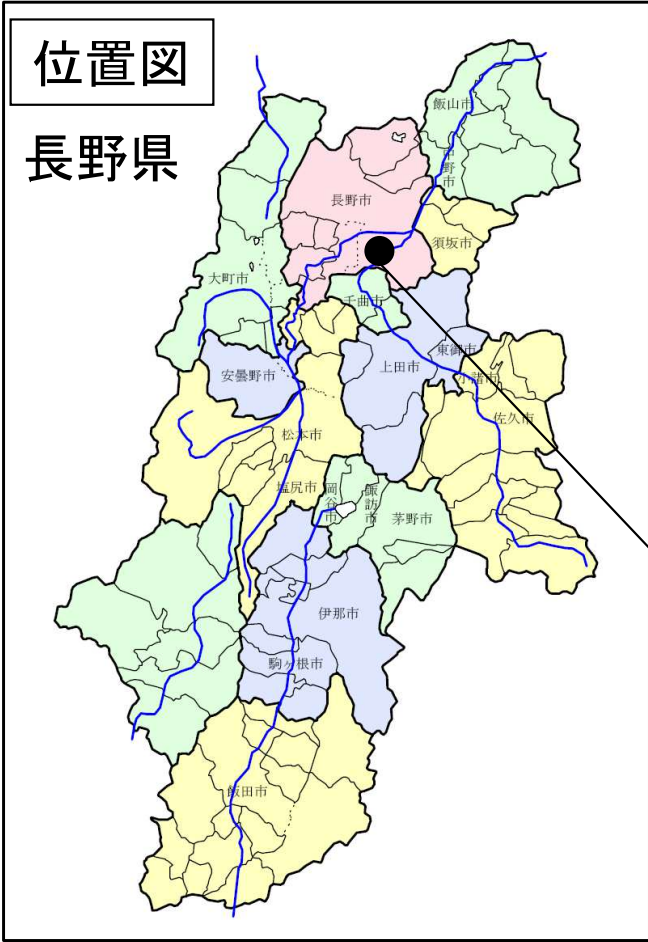 位置図
長野県
飯山市
中野市
長野市
須坂市
大町市
千曲市
東御市
上田市
小諸市
安曇野市
佐久市
松本市
塩尻市
岡谷市
諏訪市
茅野市
伊那市
駒ヶ根市
飯田市